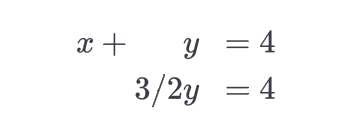 x + y = 4
3/2y = 4